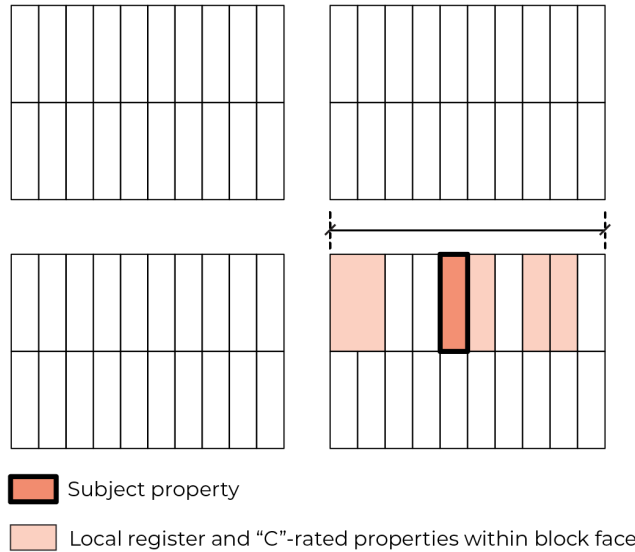 Subject property
Local register and “C”-rated properties within block face